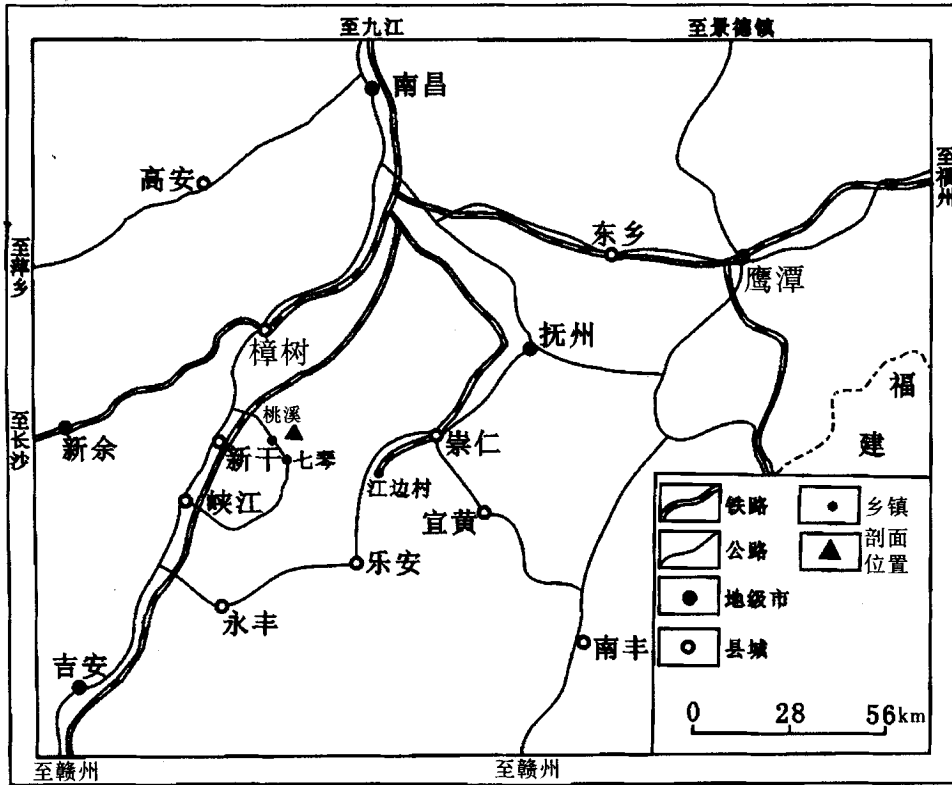 至九江
至景德镇
南昌
高安
至福州
东乡
鹰潭
至萍乡
樟树
抚州
福
建
桃溪
至长沙
新余
新干
七琴
崇仁
江边村
峡江
宜黄
乐安
永丰
南丰
吉安
铁路
乡镇
公路
剖面
位置
地级市
县城
0 28 56km
至赣州
至赣州